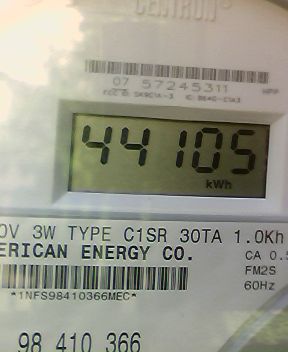 CENTRON
07 57245311
44105
kWh
0V 3W TYPE C1SR 30TA 1.0Kh
ERICAN ENERGY CO.
CA 0.5
FM2S
*1NFS98410366MEC*
60Hz
98 410 366